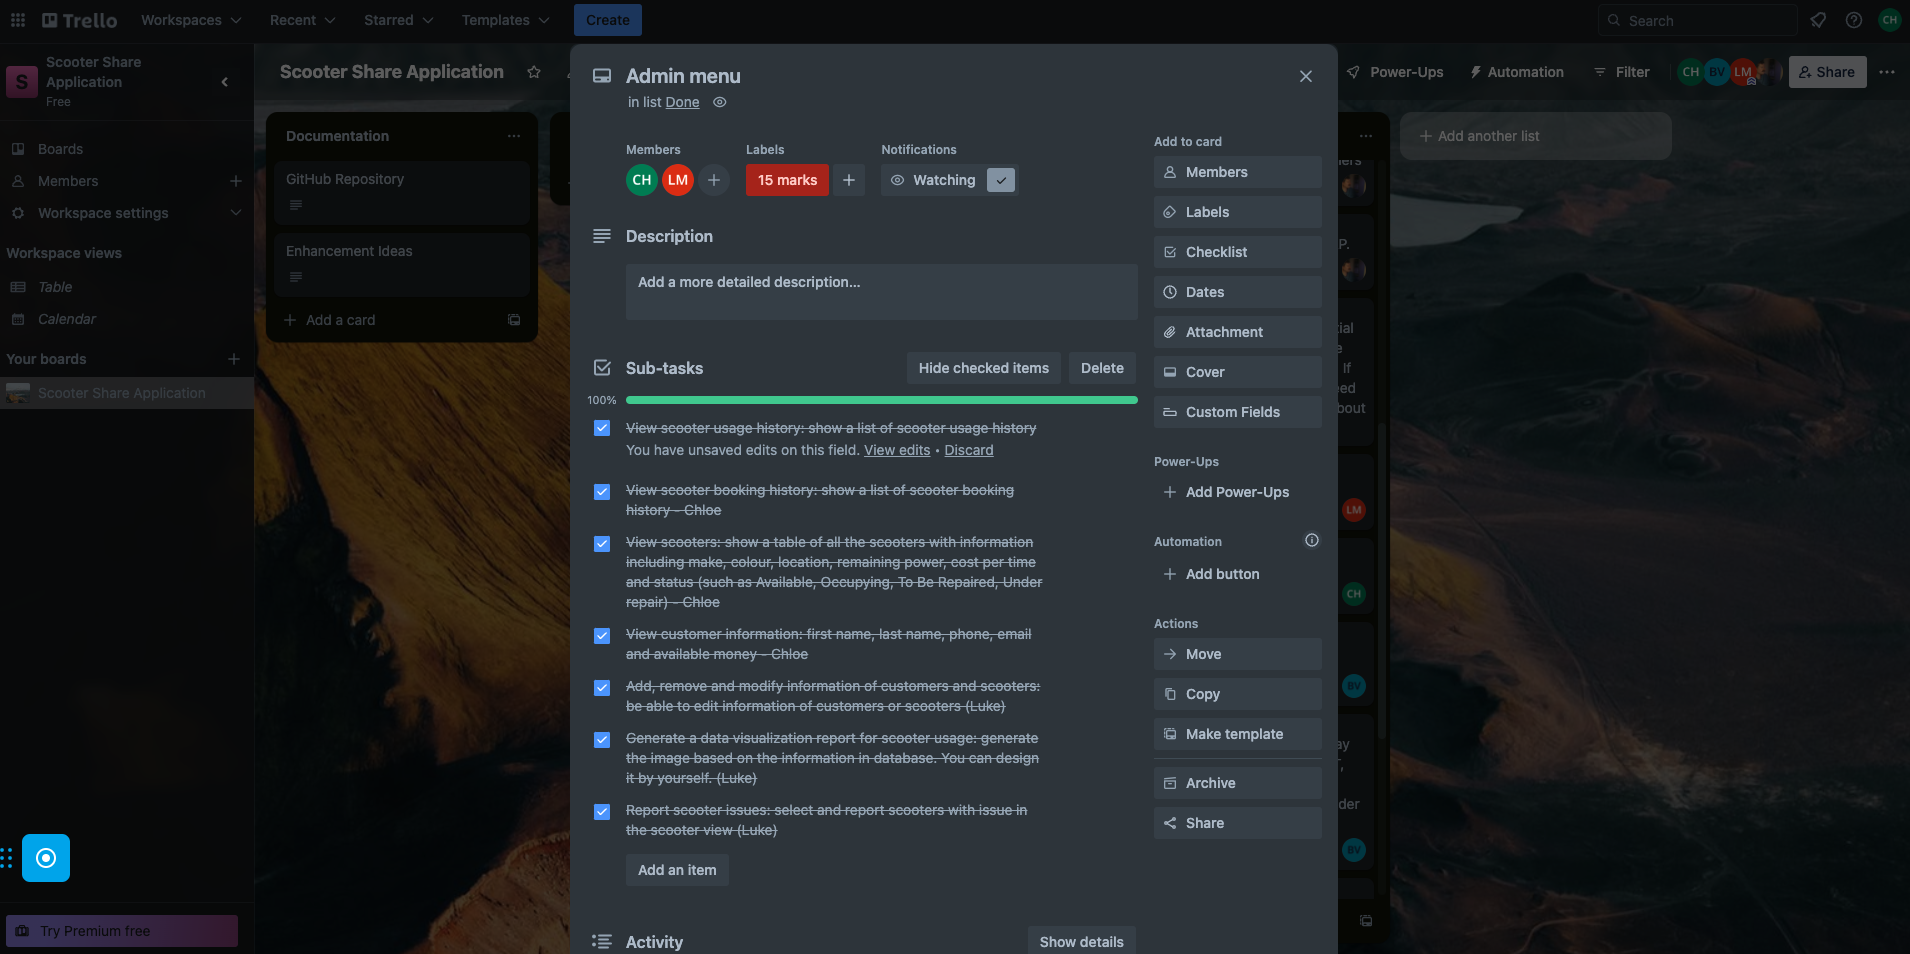 Trello
Workspaces
Recent
Starred
Templates
Create
Search
CH
S
Scooter Share
Application
Free
Boards
Members
Workspace settings
Workspace views
Table
Calendar
Your boards
Scooter Share Application
Try Premium free
Scooter Share Application
Power-Ups
Automation
Filter
CH
BV
LM
Share
Documentation
GitHub Repository
Enhancement Ideas
Add a card
Add another list
Admin menu
in list Done
Members
Labels
Notifications
CH
LM
15 marks
Watching
Description
Add a more detailed description...
Sub-tasks
Hide checked items
Delete
100%
View scooter usage history: show a list of scooter usage history
You have unsaved edits on this field. View edits • Discard
View scooter booking history: show a list of scooter booking
history - Chloe
View scooters: show a table of all the scooters with information
including make, colour, location, remaining power, cost per time
and status (such as Available, Occupying, To Be Repaired, Under
repair) - Chloe
View customer information: first name, last name, phone, email
and available money - Chloe
Add, remove and modify information of customers and scooters:
be able to edit information of customers or scooters (Luke)
Generate a data visualization report for scooter usage: generate
the image based on the information in database. You can design
it by yourself. (Luke)
Report scooter issues: select and report scooters with issue in
the scooter view (Luke)
Add an item
Activity
Show details
Add to card
Members
Labels
Checklist
Dates
Attachment
Cover
Custom Fields
Power-Ups
Add Power-Ups
Automation
Add button
Actions
Move
Copy
Make template
Archive
Share
P.
If
LM
CH
BV
BV